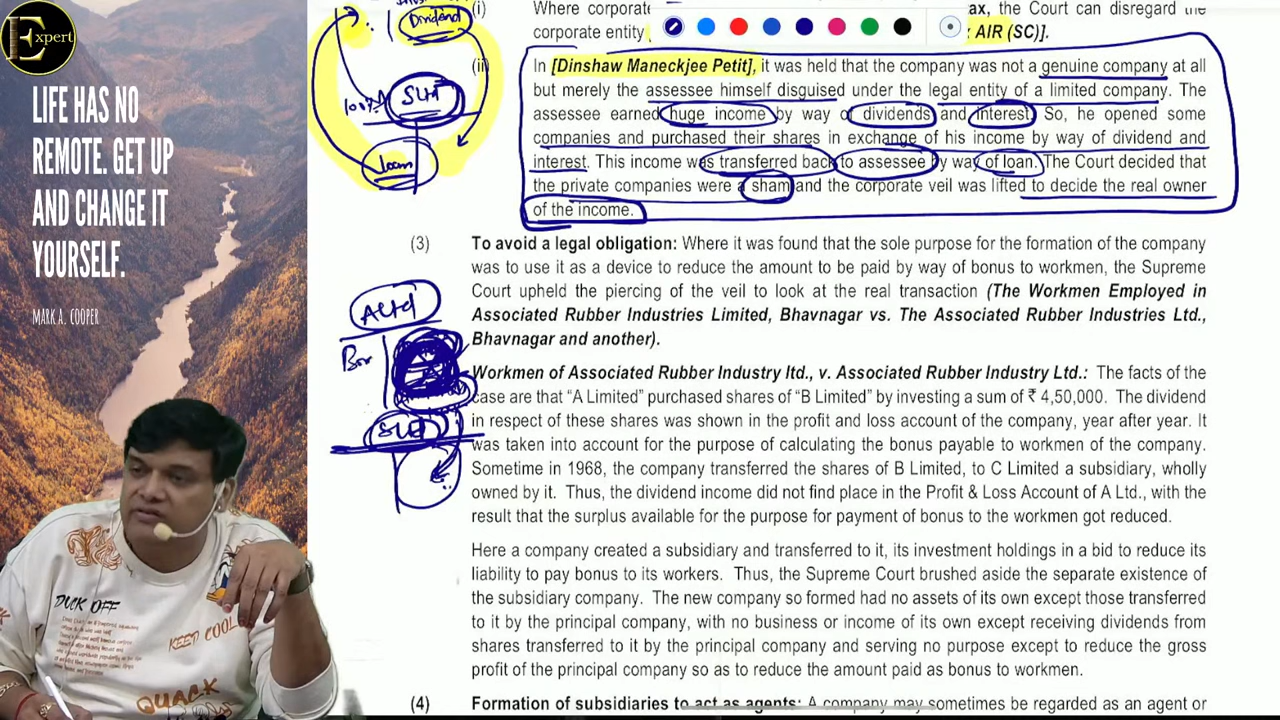 Expert
LIFE HAS NO
REMOTE. GET UP
AND CHANGE IT
YOURSELF.
MARK A. COOPER
DUCK OFF
KEEP COOL
QUACK
Dividend
100%
S Ltd
loan
A Ltd
S Ltd
(i) Where corporate
ax, the Court can disregard the
corporate entity
AIR (SC)].
(ii) In [Dinshaw Maneckjee Petit], it was held that the company was not a genuine company at all
but merely the assessee himself disguised under the legal entity of a limited company. The
assessee earned huge income by way of dividends and interest. So, he opened some
companies and purchased their shares in exchange of his income by way of dividend and
interest. This income was transferred back to assessee by way of loan. The Court decided that
the private companies were a sham and the corporate veil was lifted to decide the real owner
of the income.
(3) To avoid a legal obligation: Where it was found that the sole purpose for the formation of the company
was to use it as a device to reduce the amount to be paid by way of bonus to workmen, the Supreme
Court upheld the piercing of the veil to look at the real transaction (The Workmen Employed in
Associated Rubber Industries Limited, Bhavnagar vs. The Associated Rubber Industries Ltd.,
Bhavnagar and another).
Workmen of Associated Rubber Industry ltd., v. Associated Rubber Industry Ltd.: The facts of the
case are that “A Limited” purchased shares of “B Limited” by investing a sum of ₹ 4,50,000. The dividend
in respect of these shares was shown in the profit and loss account of the company, year after year. It
was taken into account for the purpose of calculating the bonus payable to workmen of the company.
Sometime in 1968, the company transferred the shares of B Limited, to C Limited a subsidiary, wholly
owned by it. Thus, the dividend income did not find place in the Profit & Loss Account of A Ltd., with the
result that the surplus available for the purpose for payment of bonus to the workmen got reduced.
Here a company created a subsidiary and transferred to it, its investment holdings in a bid to reduce its
liability to pay bonus to its workers. Thus, the Supreme Court brushed aside the separate existence of
the subsidiary company. The new company so formed had no assets of its own except those transferred
to it by the principal company, with no business or income of its own except receiving dividends from
shares transferred to it by the principal company and serving no purpose except to reduce the gross
profit of the principal company so as to reduce the amount paid as bonus to workmen.
(4) Formation of subsidiaries to act as agents: A company may sometimes be regarded as an agent or